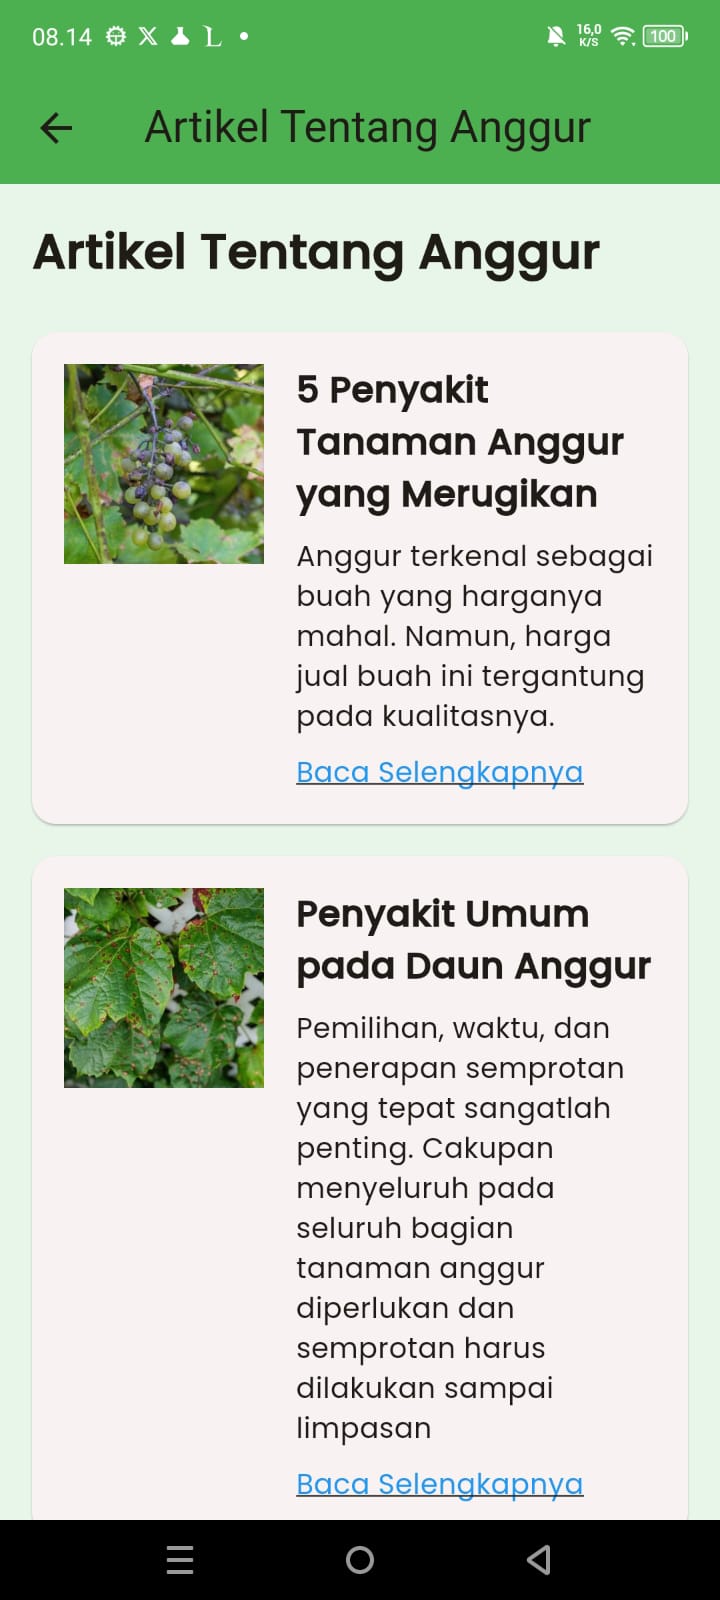 08.14
16,0
K/S
100
Artikel Tentang Anggur
Artikel Tentang Anggur
5 Penyakit
Tanaman Anggur
yang Merugikan
Anggur terkenal sebagai
buah yang harganya
mahal. Namun, harga
jual buah ini tergantung
pada kualitasnya.
Baca Selengkapnya
Penyakit Umum
pada Daun Anggur
Pemilihan, waktu, dan
penerapan semprotan
yang tepat sangatlah
penting. Cakupan
menyeluruh pada
seluruh bagian
tanaman anggur
diperlukan dan
semprotan harus
dilakukan sampai
limpasan
Baca Selengkapnya